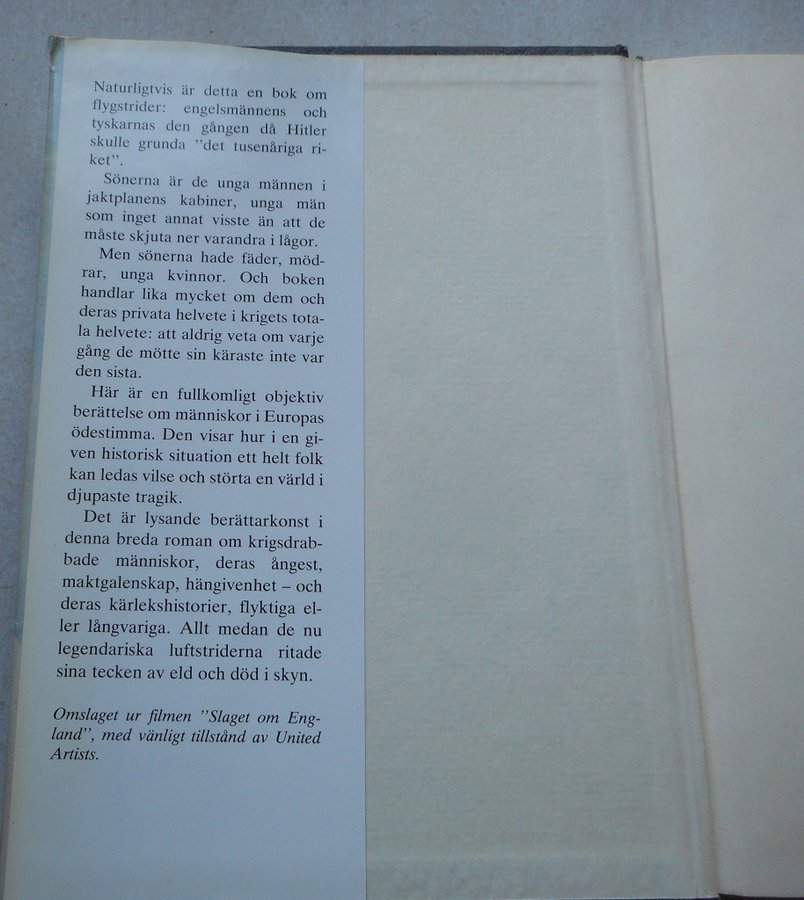 Naturligtvis är detta en bok om
flygstrider: engelsmännens och
tyskarnas den gången då Hitler
skulle grunda ”det tusenåriga ri-
ket”.
Sönerna är de unga männen i
jaktplanens kabiner, unga män
som inget annat visste än att de
måste skjuta ner varandra i lågor.
Men sönerna hade fäder, möd-
rar, unga kvinnor. Och boken
handlar lika mycket om dem och
deras privata helvete i krigets tota-
la helvete: att aldrig veta om varje
gång de mötte sin käraste inte var
den sista.
Här är en fullkomligt objektiv
berättelse om människor i Europas
ödestimma. Den visar hur i en gi-
ven historisk situation ett helt folk
kan ledas vilse och störta en värld i
djupaste tragik.
Det är lysande berättarkonst i
denna breda roman om krigsdrab-
bade människor, deras ångest,
maktgalenskap, hängivenhet – och
deras kärlekshistorier, flyktiga el-
ler långvariga. Allt medan de nu
legendariska luftstriderna ritade
sina tecken av eld och död i skyn.
Omslaget ur filmen ”Slaget om Eng-
land”, med vänligt tillstånd av United
Artists.